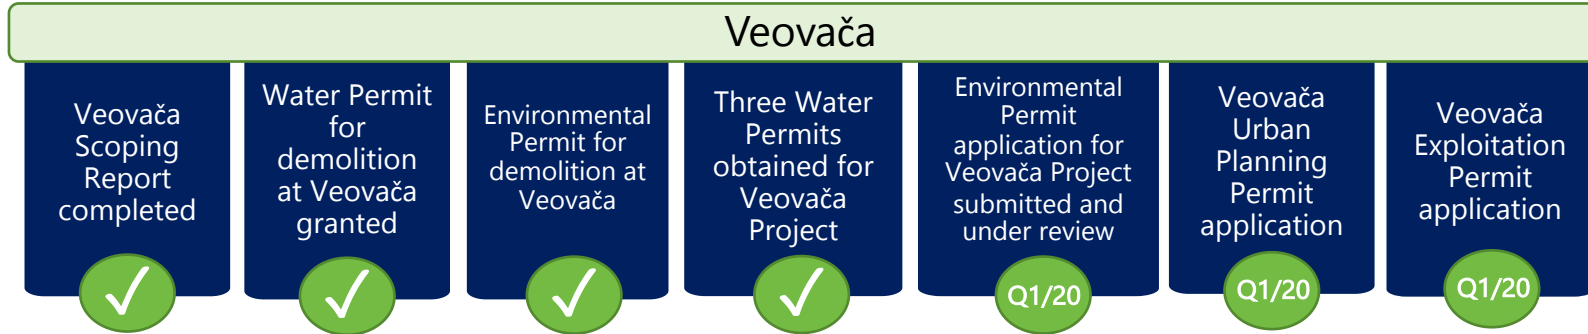 Veovača
Veovača
Scoping
Report
completed
✓
Water Permit
for
demolition
at Veovača
granted
✓
Environmental
Permit for
demolition at
Veovača
✓
Three Water
Permits
obtained for
Veovača
Project
✓
Environmental
Permit
application for
Veovača Project
submitted and
under review
Q1/20
Veovača
Urban
Planning
Permit
application
Q1/20
Veovača
Exploitation
Permit
application
Q1/20